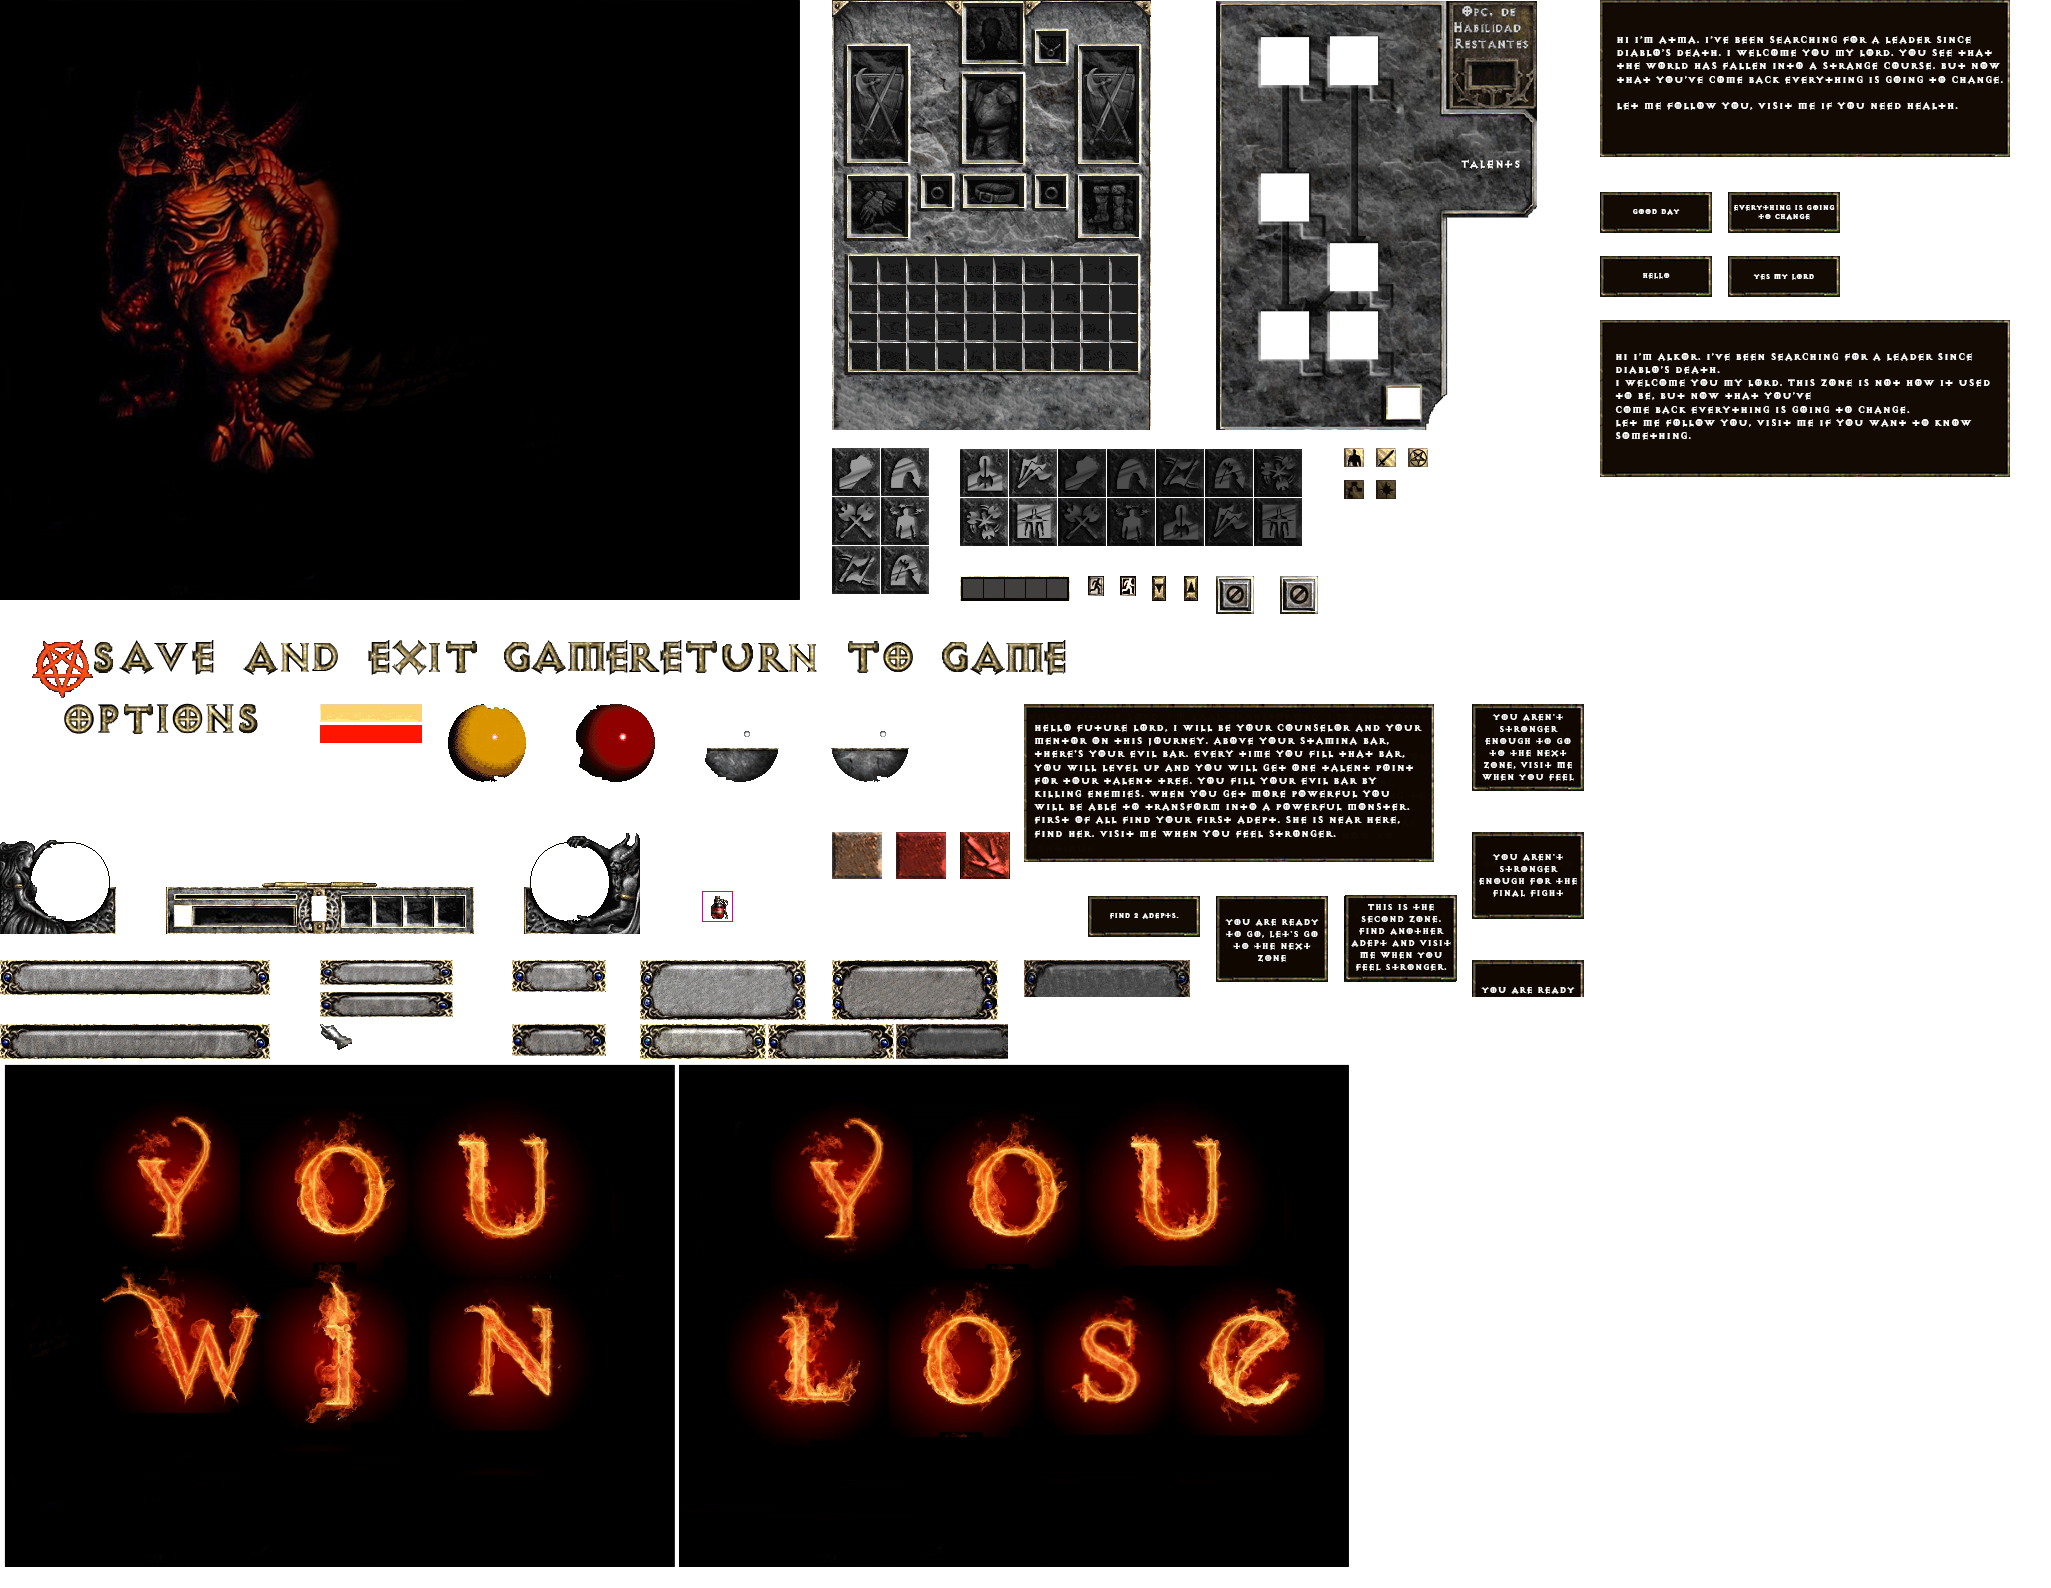 OPC. DE
HABILIDAD
RESTANTES
TALENTS
HI I'M ATMA. I'VE BEEN SEARCHING FOR A LEADER SINCE
DIABLO'S DEATH. I WELCOME YOU MY LORD. YOU SEE THAT
THE WORLD HAS FALLEN INTO A STRANGE COURSE. BUT NOW
THAT YOU'VE COME BACK EVERYTHING IS GOING TO CHANGE.
LET ME FOLLOW YOU, VISIT ME IF YOU NEED HEALTH.
GOOD DAY
EVERYTHING IS GOING
TO CHANGE
HELLO
YES MY LORD
HI I'M ALKOR. I'VE BEEN SEARCHING FOR A LEADER SINCE
DIABLO'S DEATH.
I WELCOME YOU MY LORD. THIS ZONE IS NOT HOW IT USED
TO BE, BUT NOW THAT YOU'VE
COME BACK EVERYTHING IS GOING TO CHANGE.
LET ME FOLLOW YOU, VISIT ME IF YOU WANT TO KNOW
SOMETHING.
SAVE AND EXIT GAME
RETURN TO GAME
OPTIONS
HELLO FUTURE LORD, I WILL BE YOUR COUNSELOR AND YOUR
MENTOR ON THIS JOURNEY. ABOVE YOUR STAMINA BAR,
THERE'S YOUR EVIL BAR. EVERY TIME YOU FILL THAT BAR,
YOU WILL LEVEL UP AND YOU WILL GET ONE TALENT POINT
FOR TOUR TALENT TREE. YOU FILL YOUR EVIL BAR BY
KILLING ENEMIES. WHEN YOU GET MORE POWERFUL YOU
WILL BE ABLE TO TRANSFORM INTO A POWERFUL MONSTER.
FIRST OF ALL FIND YOUR FIRST ADEPT. SHE IS NEAR HERE,
FIND HER. VISIT ME WHEN YOU FEEL STRONGER.
YOU AREN'T
STRONGER
ENOUGH TO GO
TO THE NEXT
ZONE, VISIT ME
WHEN YOU FEEL
YOU AREN'T
STRONGER
ENOUGH FOR THE
FINAL FIGHT
FIND 2 ADEPTS.
YOU ARE READY
TO GO, LET'S GO
TO THE NEXT
ZONE
THIS IS THE
SECOND ZONE.
FIND ANOTHER
ADEPT AND VISIT
ME WHEN YOU
FEEL STRONGER.
YOU ARE READY
YOU
WIN
YOU
LOSE